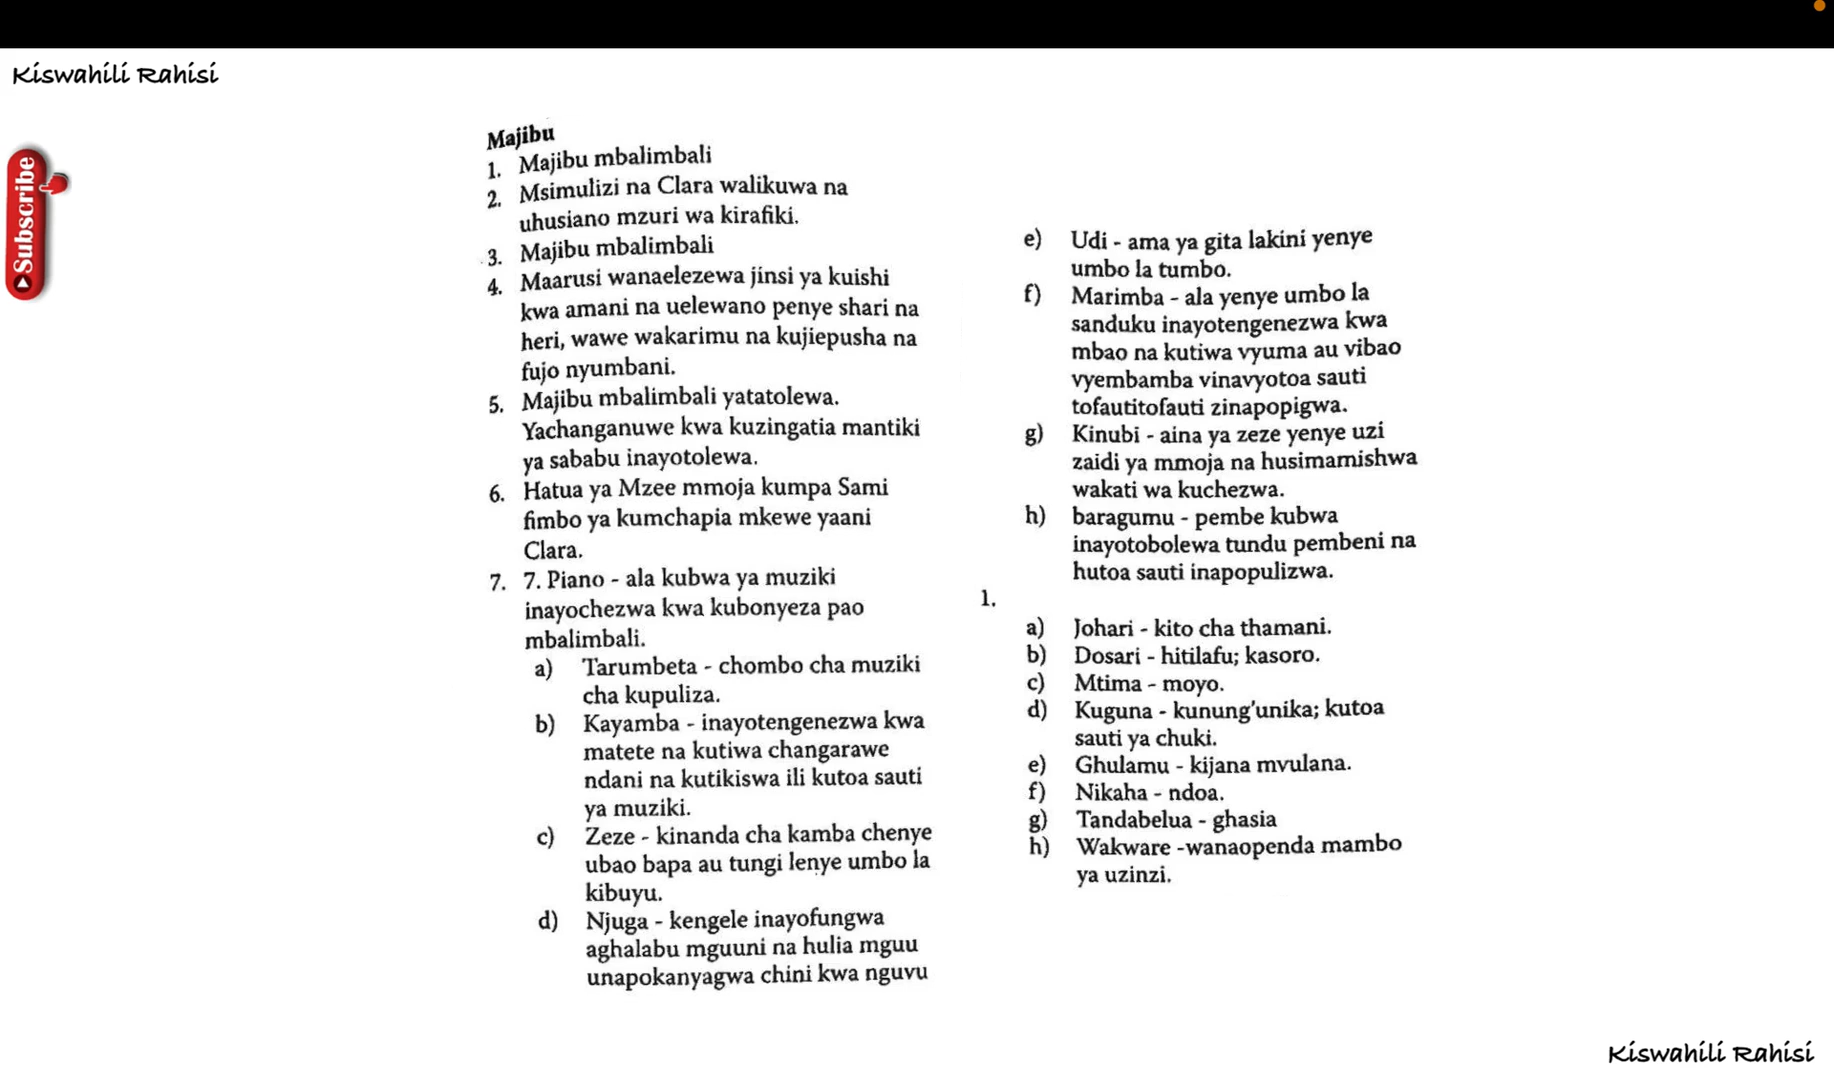 Kiswahili Rahisi
Subscribe
Majibu
1. Majibu mbalimbali
2. Msimulizi na Clara walikuwa na
uhusiano mzuri wa kirafiki.
3. Majibu mbalimbali
4. Maarusi wanaelezewa jinsi ya kuishi
kwa amani na uelewano penye shari na
heri, wawe wakarimu na kujiepusha na
fujo nyumbani.
5. Majibu mbalimbali yatatolewa.
Yachanganuwe kwa kuzingatia mantiki
ya sababu inayotolewa.
6. Hatua ya Mzee mmoja kumpa Sami
fimbo ya kumchapia mkewe yaani
Clara.
7. 7. Piano - ala kubwa ya muziki
inayochezwa kwa kubonyeza pao
mbalimbali.
a) Tarumbeta - chombo cha muziki
cha kupuliza.
b) Kayamba - inayotengenezwa kwa
matete na kutiwa changarawe
ndani na kutikiswa ili kutoa sauti
ya muziki.
c) Zeze - kinanda cha kamba chenye
ubao bapa au tungi lenye umbo la
kibuyu.
d) Njuga - kengele inayofungwa
aghalabu mguuni na hulia mguu
unapokanyagwa chini kwa nguvu
e) Udi - ama ya gita lakini yenye
umbo la tumbo.
f) Marimba - ala yenye umbo la
sanduku inayotengenezwa kwa
mbao na kutiwa vyuma au vibao
vyembamba vinavyotoa sauti
tofautitofauti zinapopigwa.
g) Kinubi - aina ya zeze yenye uzi
zaidi ya mmoja na husimamishwa
wakati wa kuchezwa.
h) baragumu - pembe kubwa
inayotobolewa tundu pembeni na
hutoa sauti inapopulizwa.
1.
a) Johari - kito cha thamani.
b) Dosari - hitilafu; kasoro.
c) Mtima - moyo.
d) Kuguna - kunung'unika; kutoa
sauti ya chuki.
e) Ghulamu - kijana mvulana.
f) Nikaha - ndoa.
g) Tandabelua - ghasia
h) Wakware -wanaopenda mambo
ya uzinzi.
Kiswahili Rahisi